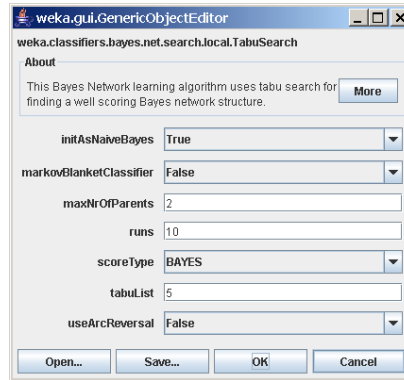 weka.gui.GenericObjectEditor
weka.classifiers.bayes.net.search.local.TabuSearch
About
This Bayes Network learning algorithm uses tabu search for
finding a well scoring Bayes network structure.
More
initAsNaiveBayes True
markovBlanketClassifier False
maxNrOfParents 2
runs 10
scoreType BAYES
tabuList 5
useArcReversal False
Open... Save... OK Cancel